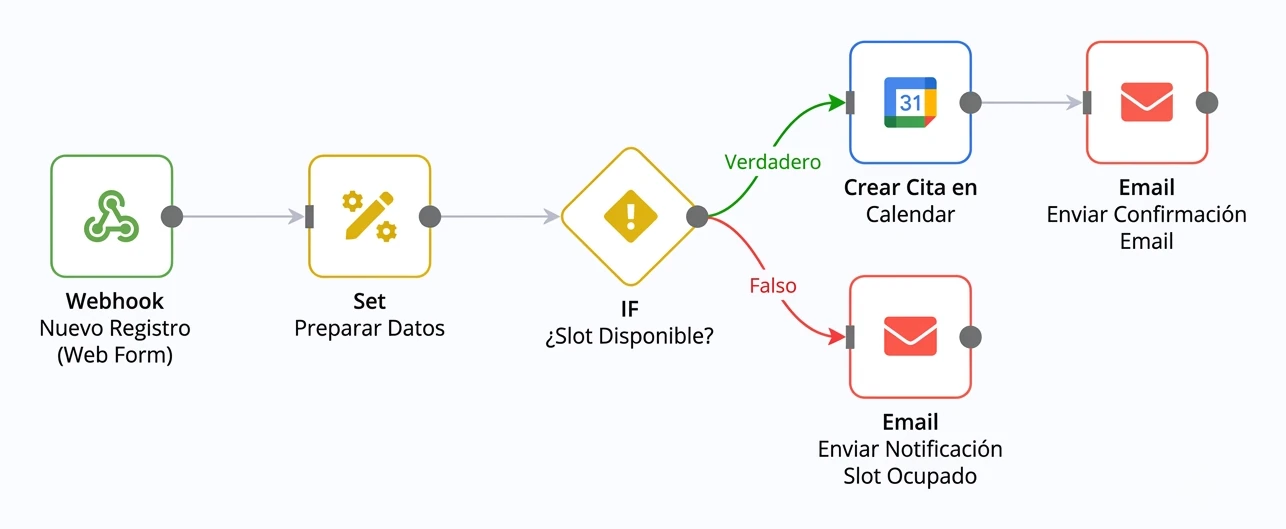 Webhook
Nuevo Registro
(Web Form)
Set
Preparar Datos
IF
¿Slot Disponible?
Verdadero
Falso
31
Crear Cita en
Calendar
Email
Enviar Confirmación
Email
Email
Enviar Notificación
Slot Ocupado